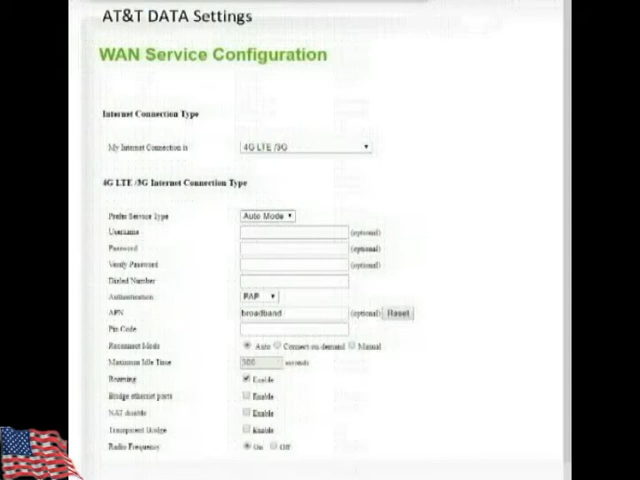 AT&T DATA Settings
WAN Service Configuration
Internet Connection Type
My Internet Connection is 4G LTE /3G
4G LTE /3G Internet Connection Type
Prefer Service Type Auto Mode
Username (optional)
Password (optional)
Verify Password (optional)
Dialed Number
Authentication PAP
APN broadband (optional) Reset
Pin Code
Reconnect Mode Auto Connect on demand Manual
Maximum Idle Time 300 seconds
Roaming Enable
Bridge ethernet ports Enable
NAT disable Enable
Transparent Bridge Enable
Radio Frequency On Off